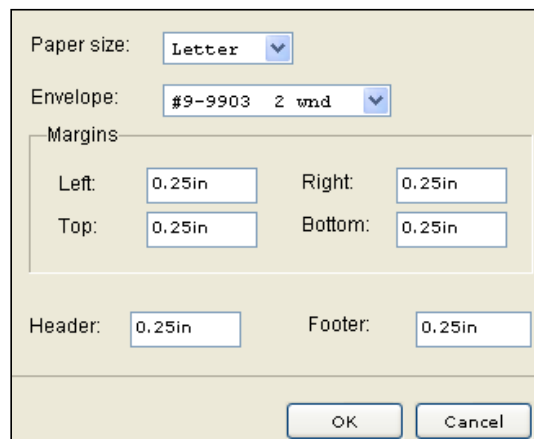 Paper size: Letter
Envelope: #9-9903 2 wnd
Margins
Left: 0.25in Right: 0.25in
Top: 0.25in Bottom: 0.25in
Header: 0.25in Footer: 0.25in
OK Cancel